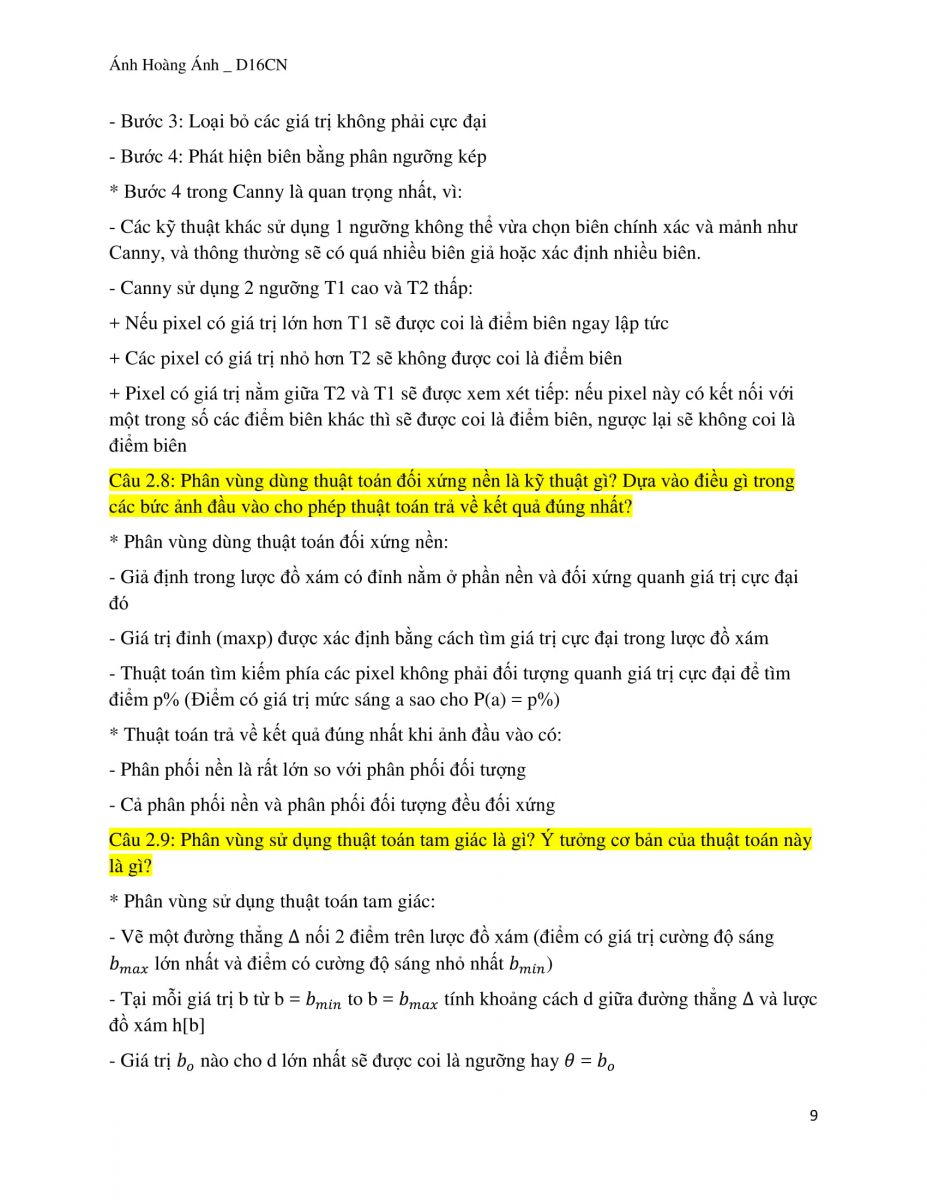 Ánh Hoàng Ánh _ D16CN
- Bước 3: Loại bỏ các giá trị không phải cực đại
- Bước 4: Phát hiện biên bằng phân ngưỡng kép
* Bước 4 trong Canny là quan trọng nhất, vì:
- Các kỹ thuật khác sử dụng 1 ngưỡng không thể vừa chọn biên chính xác và mảnh như
Canny, và thông thường sẽ có quá nhiều biên giả hoặc xác định nhiều biên.
- Canny sử dụng 2 ngưỡng T1 cao và T2 thấp:
+ Nếu pixel có giá trị lớn hơn T1 sẽ được coi là điểm biên ngay lập tức
+ Các pixel có giá trị nhỏ hơn T2 sẽ không được coi là điểm biên
+ Pixel có giá trị nằm giữa T2 và T1 sẽ được xem xét tiếp: nếu pixel này có kết nối với
một trong số các điểm biên khác thì sẽ được coi là điểm biên, ngược lại sẽ không coi là
điểm biên
Câu 2.8: Phân vùng dùng thuật toán đối xứng nền là kỹ thuật gì? Dựa vào điều gì trong
các bức ảnh đầu vào cho phép thuật toán trả về kết quả đúng nhất?
* Phân vùng dùng thuật toán đối xứng nền:
- Giả định trong lược đồ xám có đỉnh nằm ở phần nền và đối xứng quanh giá trị cực đại
đó
- Giá trị đỉnh (maxp) được xác định bằng cách tìm giá trị cực đại trong lược đồ xám
- Thuật toán tìm kiếm phía các pixel không phải đối tượng quanh giá trị cực đại để tìm
điểm p% (Điểm có giá trị mức sáng a sao cho P(a) = p%)
* Thuật toán trả về kết quả đúng nhất khi ảnh đầu vào có:
- Phân phối nền là rất lớn so với phân phối đối tượng
- Cả phân phối nền và phân phối đối tượng đều đối xứng
Câu 2.9: Phân vùng sử dụng thuật toán tam giác là gì? Ý tưởng cơ bản của thuật toán này
là gì?
* Phân vùng sử dụng thuật toán tam giác:
- Vẽ một đường thẳng Δ nối 2 điểm trên lược đồ xám (điểm có giá trị cường độ sáng
b_max lớn nhất và điểm có cường độ sáng nhỏ nhất b_min)
- Tại mỗi giá trị b từ b = b_min to b = b_max tính khoảng cách d giữa đường thẳng Δ và lược
đồ xám h[b]
- Giá trị b_o nào cho d lớn nhất sẽ được coi là ngưỡng hay θ = b_o
9